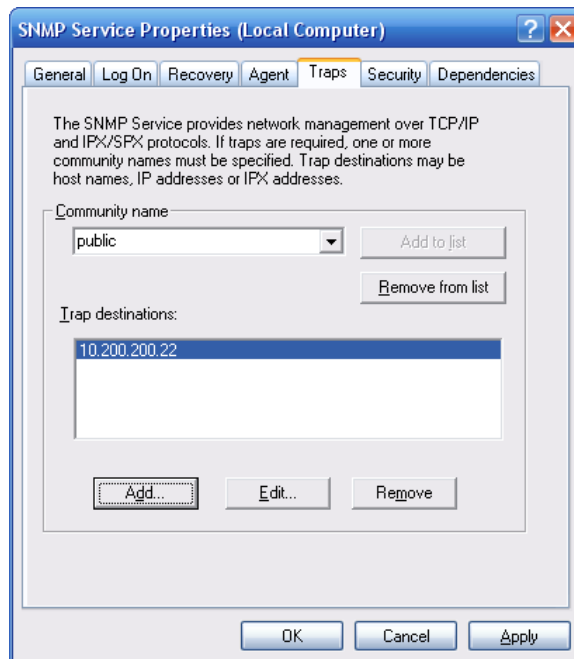 SNMP Service Properties (Local Computer)
General Log On Recovery Agent Traps Security Dependencies
The SNMP Service provides network management over TCP/IP
and IPX/SPX protocols. If traps are required, one or more
community names must be specified. Trap destinations may be
host names, IP addresses or IPX addresses.
Community name
public
Add to list
Remove from list
Trap destinations:
10.200.200.22
Add... Edit... Remove
OK Cancel Apply